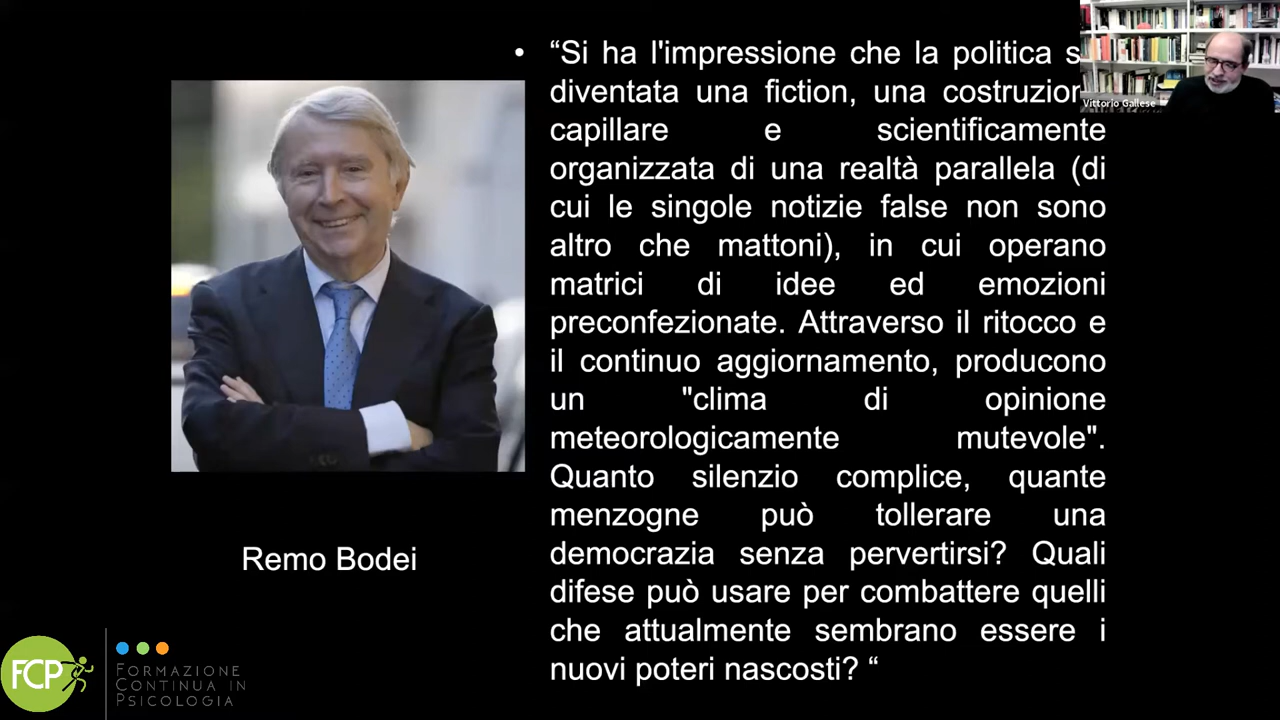 • “Si ha l'impressione che la politica
diventata una fiction, una
capillare e scientificamente
organizzata di una realtà parallela (di
cui le singole notizie false non sono
altro che mattoni), in cui operano
matrici di idee ed emozioni
preconfezionate. Attraverso il ritocco e
il continuo aggiornamento, producono
un "clima di opinione
meteorologicamente mutevole".
Quanto silenzio complice, quante
menzogne può tollerare una
democrazia senza pervertirsi? Quali
difese può usare per combattere quelli
che attualmente sembrano essere i
nuovi poteri nascosti? “
Vittorio Gallese
Remo Bodei
FCP
FORMAZIONE
CONTINUA IN
PSICOLOGIA